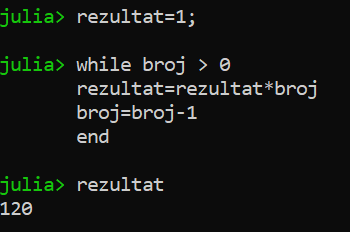 julia> rezultat=1;
julia> while broj > 0
rezultat=rezultat*broj
broj=broj-1
end
julia> rezultat
120